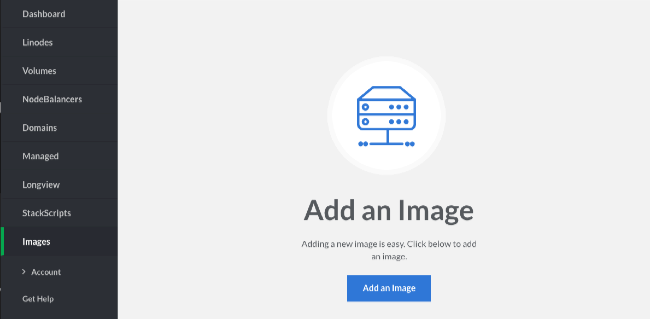 Dashboard
Linodes
Volumes
NodeBalancers
Domains
Managed
Longview
StackScripts
Images
Account
Get Help
Add an Image
Adding a new image is easy. Click below to add
an image.
Add an Image